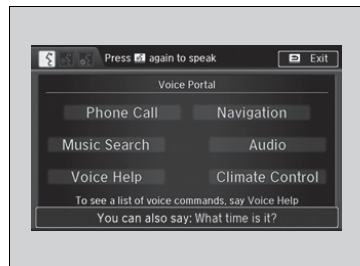 Press again to speak
Exit
Voice Portal
Phone Call Navigation
Music Search Audio
Voice Help Climate Control
To see a list of voice commands, say Voice Help
You can also say: What time is it?